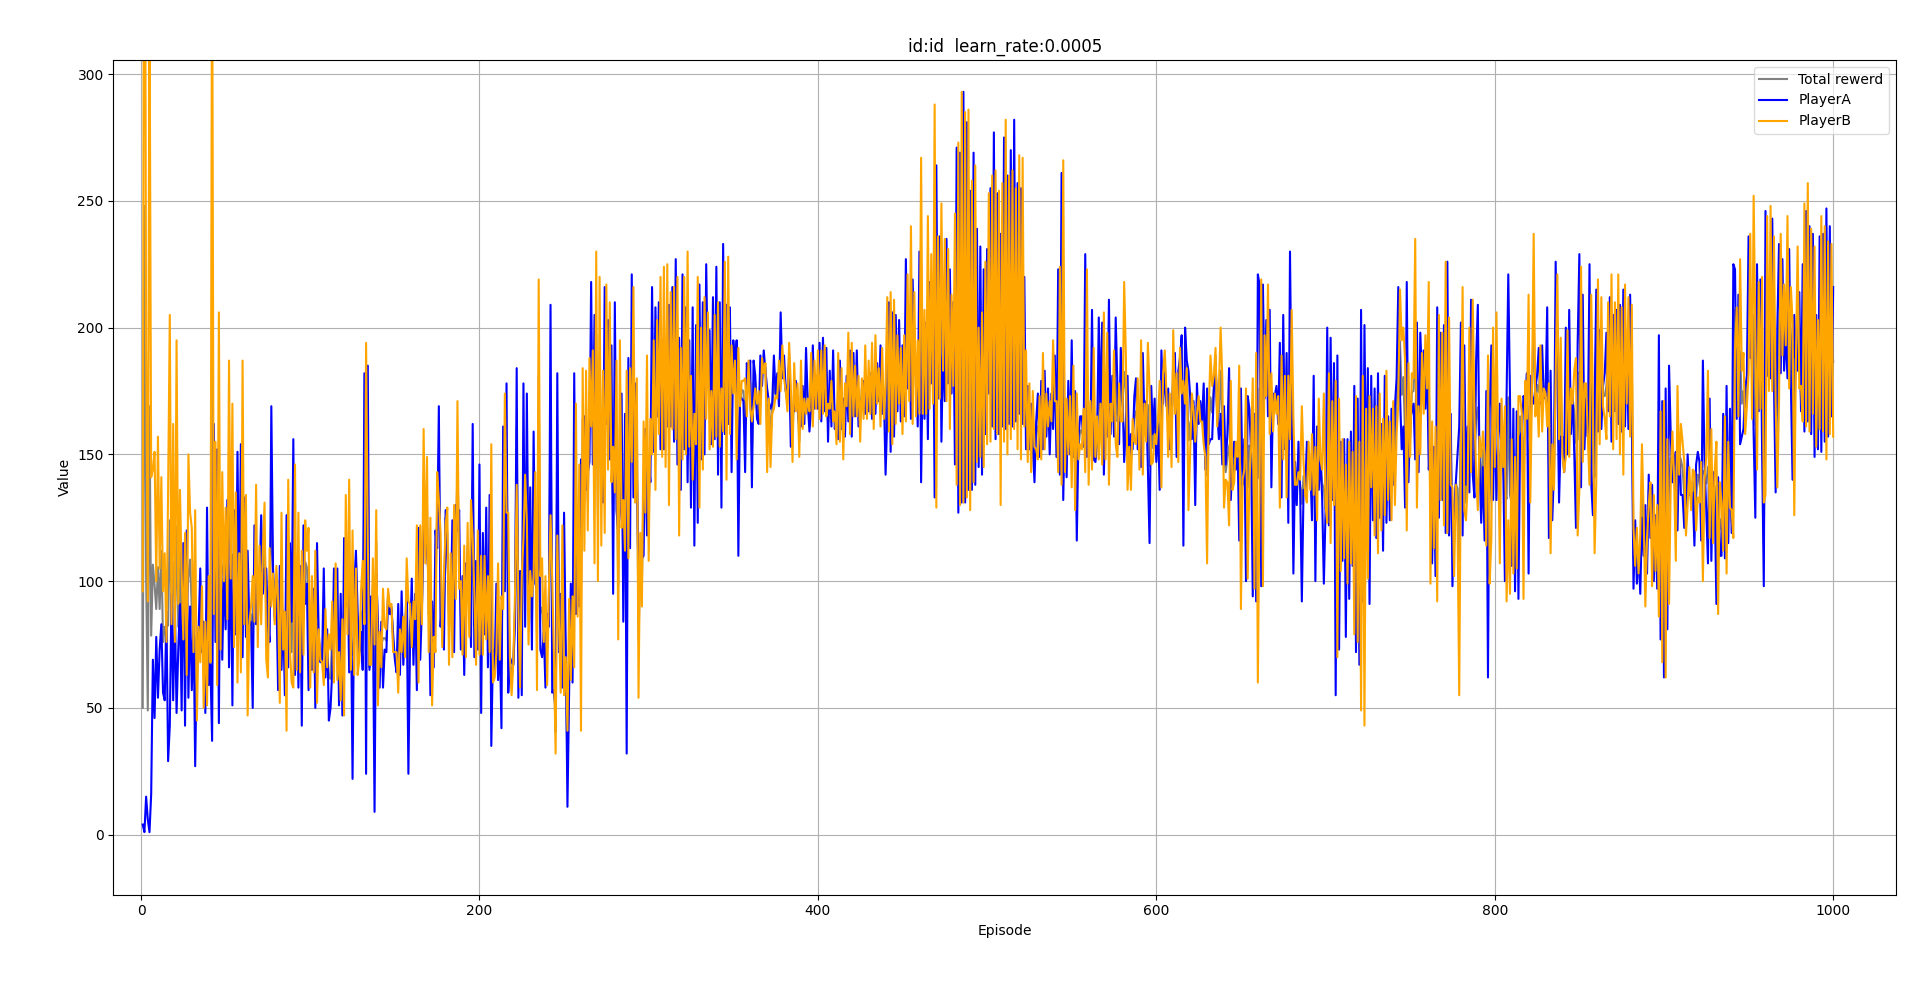 id:id  learn_rate:0.0005
Total rewerd
PlayerA
PlayerB
300
250
200
150
100
50
0
Value
0 200 400 600 800 1000
Episode